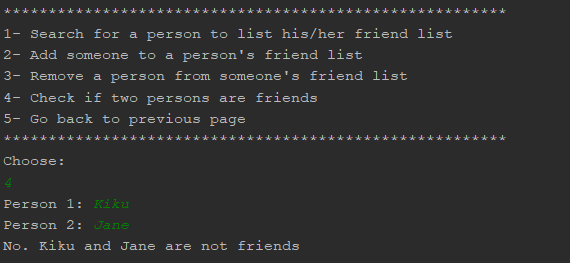 ********************************************************
1- Search for a person to list his/her friend list
2- Add someone to a person's friend list
3- Remove a person from someone's friend list
4- Check if two persons are friends
5- Go back to previous page
********************************************************
Choose:
4
Person 1: Kiku
Person 2: Jane
No. Kiku and Jane are not friends